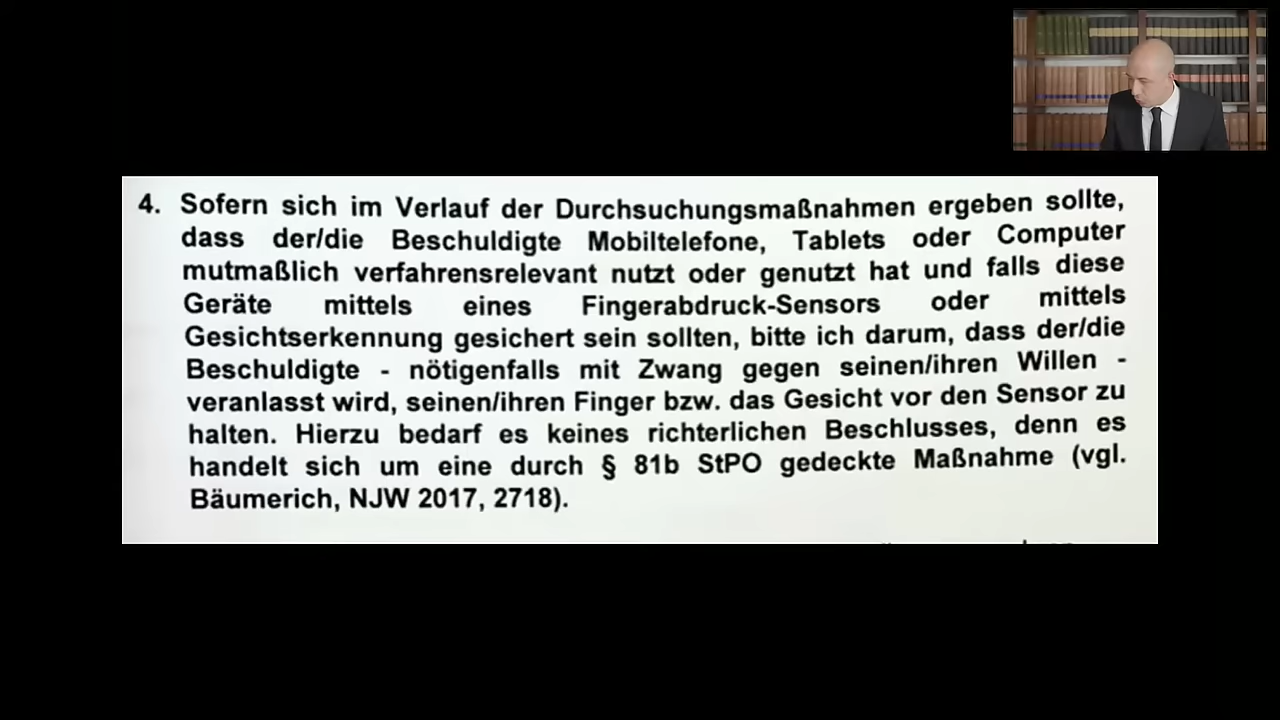 4. Sofern sich im Verlauf der Durchsuchungsmaßnahmen ergeben sollte,
dass der/die Beschuldigte Mobiltelefone, Tablets oder Computer
mutmaßlich verfahrensrelevant nutzt oder genutzt hat und falls diese
Geräte mittels eines Fingerabdruck-Sensors oder mittels
Gesichtserkennung gesichert sein sollten, bitte ich darum, dass der/die
Beschuldigte - nötigenfalls mit Zwang gegen seinen/ihren Willen -
veranlasst wird, seinen/ihren Finger bzw. das Gesicht vor den Sensor zu
halten. Hierzu bedarf es keines richterlichen Beschlusses, denn es
handelt sich um eine durch § 81b StPO gedeckte Maßnahme (vgl.
Bäumerich, NJW 2017, 2718).